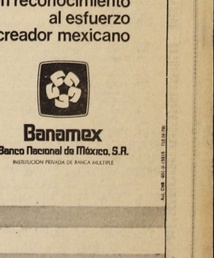 reconocimiento
al esfuerzo
creador mexicano
Banamex
Banco Nacional de México, S.A.
INSTITUCION PRIVADA DE BANCA MULTIPLE